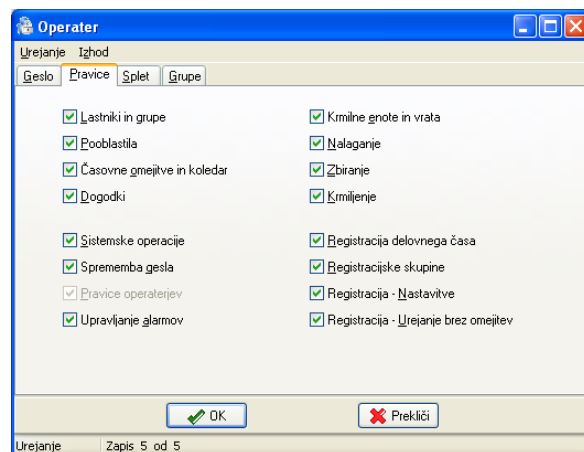 Operater
Urejanje Izhod
Geslo Pravice Splet Grupe
Lastniki in grupe
Pooblastila
Časovne omejitve in koledar
Dogodki
Sistemske operacije
Sprememba gesla
Pravice operaterjev
Upravljanje alarmov
Krmilne enote in vrata
Nalaganje
Zbiranje
Krmiljenje
Registracija delovnega časa
Registracijske skupine
Registracija - Nastavitve
Registracija - Urejanje brez omejitev
OK Prekliči
Urejanje Zapis 5 od 5